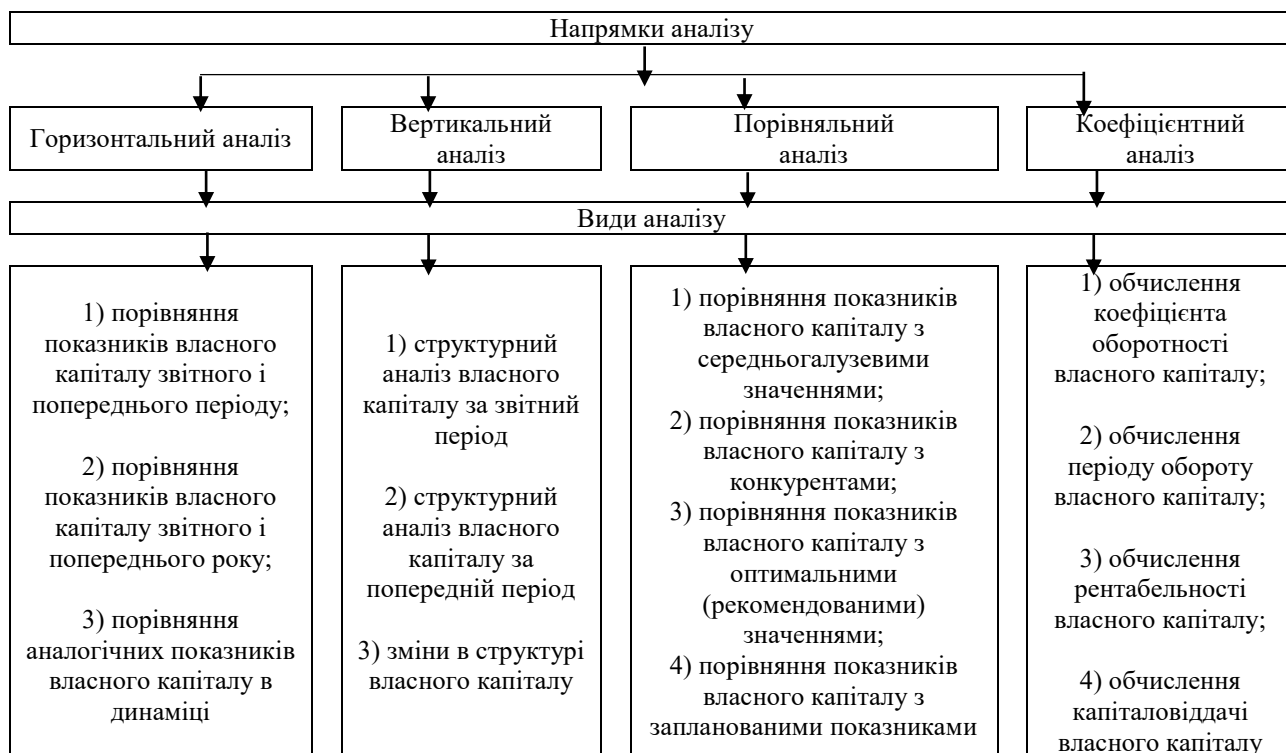 Напрямки аналізу
Горизонтальний аналіз
Вертикальний
аналіз
Порівняльний
аналіз
Коефіцієнтний
аналіз
Види аналізу
1) порівняння
показників власного
капіталу звітного і
попереднього періоду;
2) порівняння
показників власного
капіталу звітного і
попереднього року;
3) порівняння
аналогічних показників
власного капіталу в
динаміці
1) структурний
аналіз власного
капіталу за звітний
період
2) структурний
аналіз власного
капіталу за
попередній період
3) зміни в структурі
власного капіталу
1) порівняння показників
власного капіталу з
середньогалузевими
значеннями;
2) порівняння показників
власного капіталу з
конкурентами;
3) порівняння показників
власного капіталу з
оптимальними
(рекомендованими)
значеннями;
4) порівняння показників
власного капіталу з
запланованими показниками
1) обчислення
коефіцієнта
оборотності
власного капіталу;
2) обчислення
періоду обороту
власного капіталу;
3) обчислення
рентабельності
власного капіталу;
4) обчислення
капіталовіддачі
власного капіталу